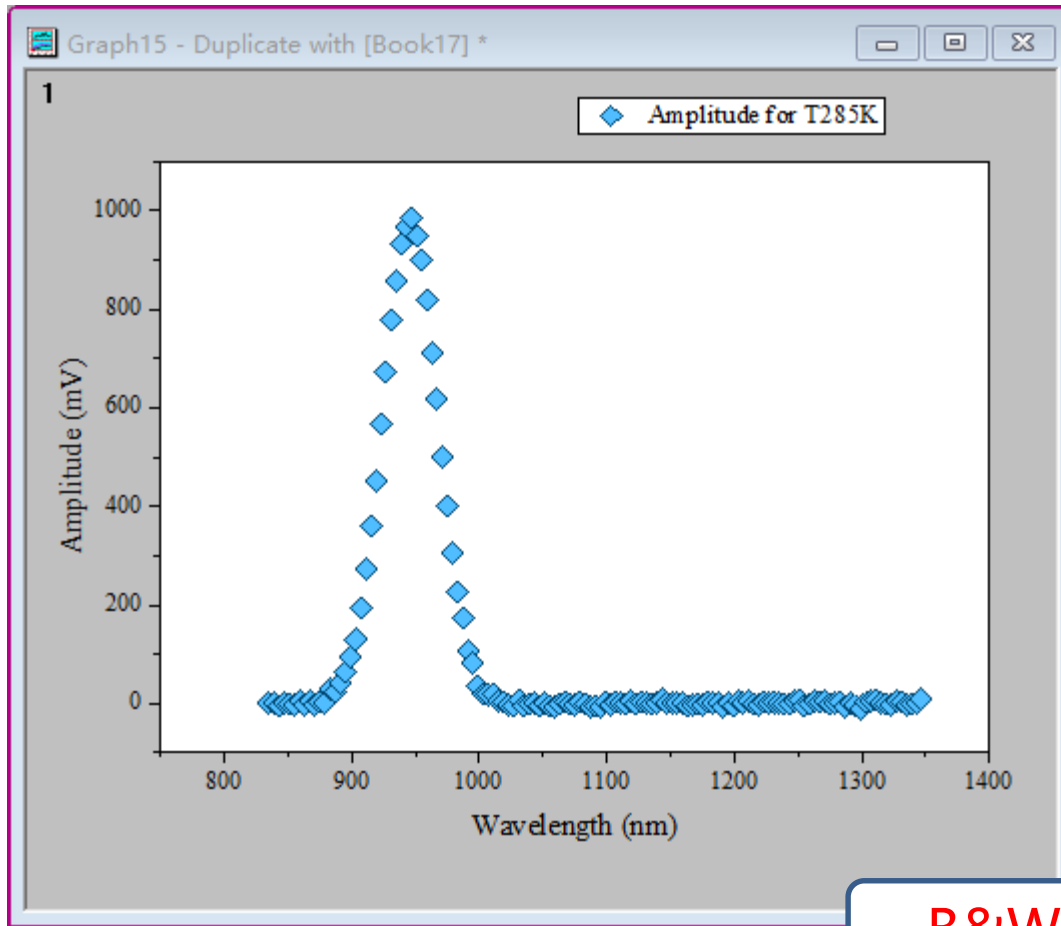 Graph15 - Duplicate with [Book17] *
1
Amplitude for T285K
1000
800
600
400
200
0
Amplitude (mV)
800 900 1000 1100 1200 1300 1400
Wavelength (nm)